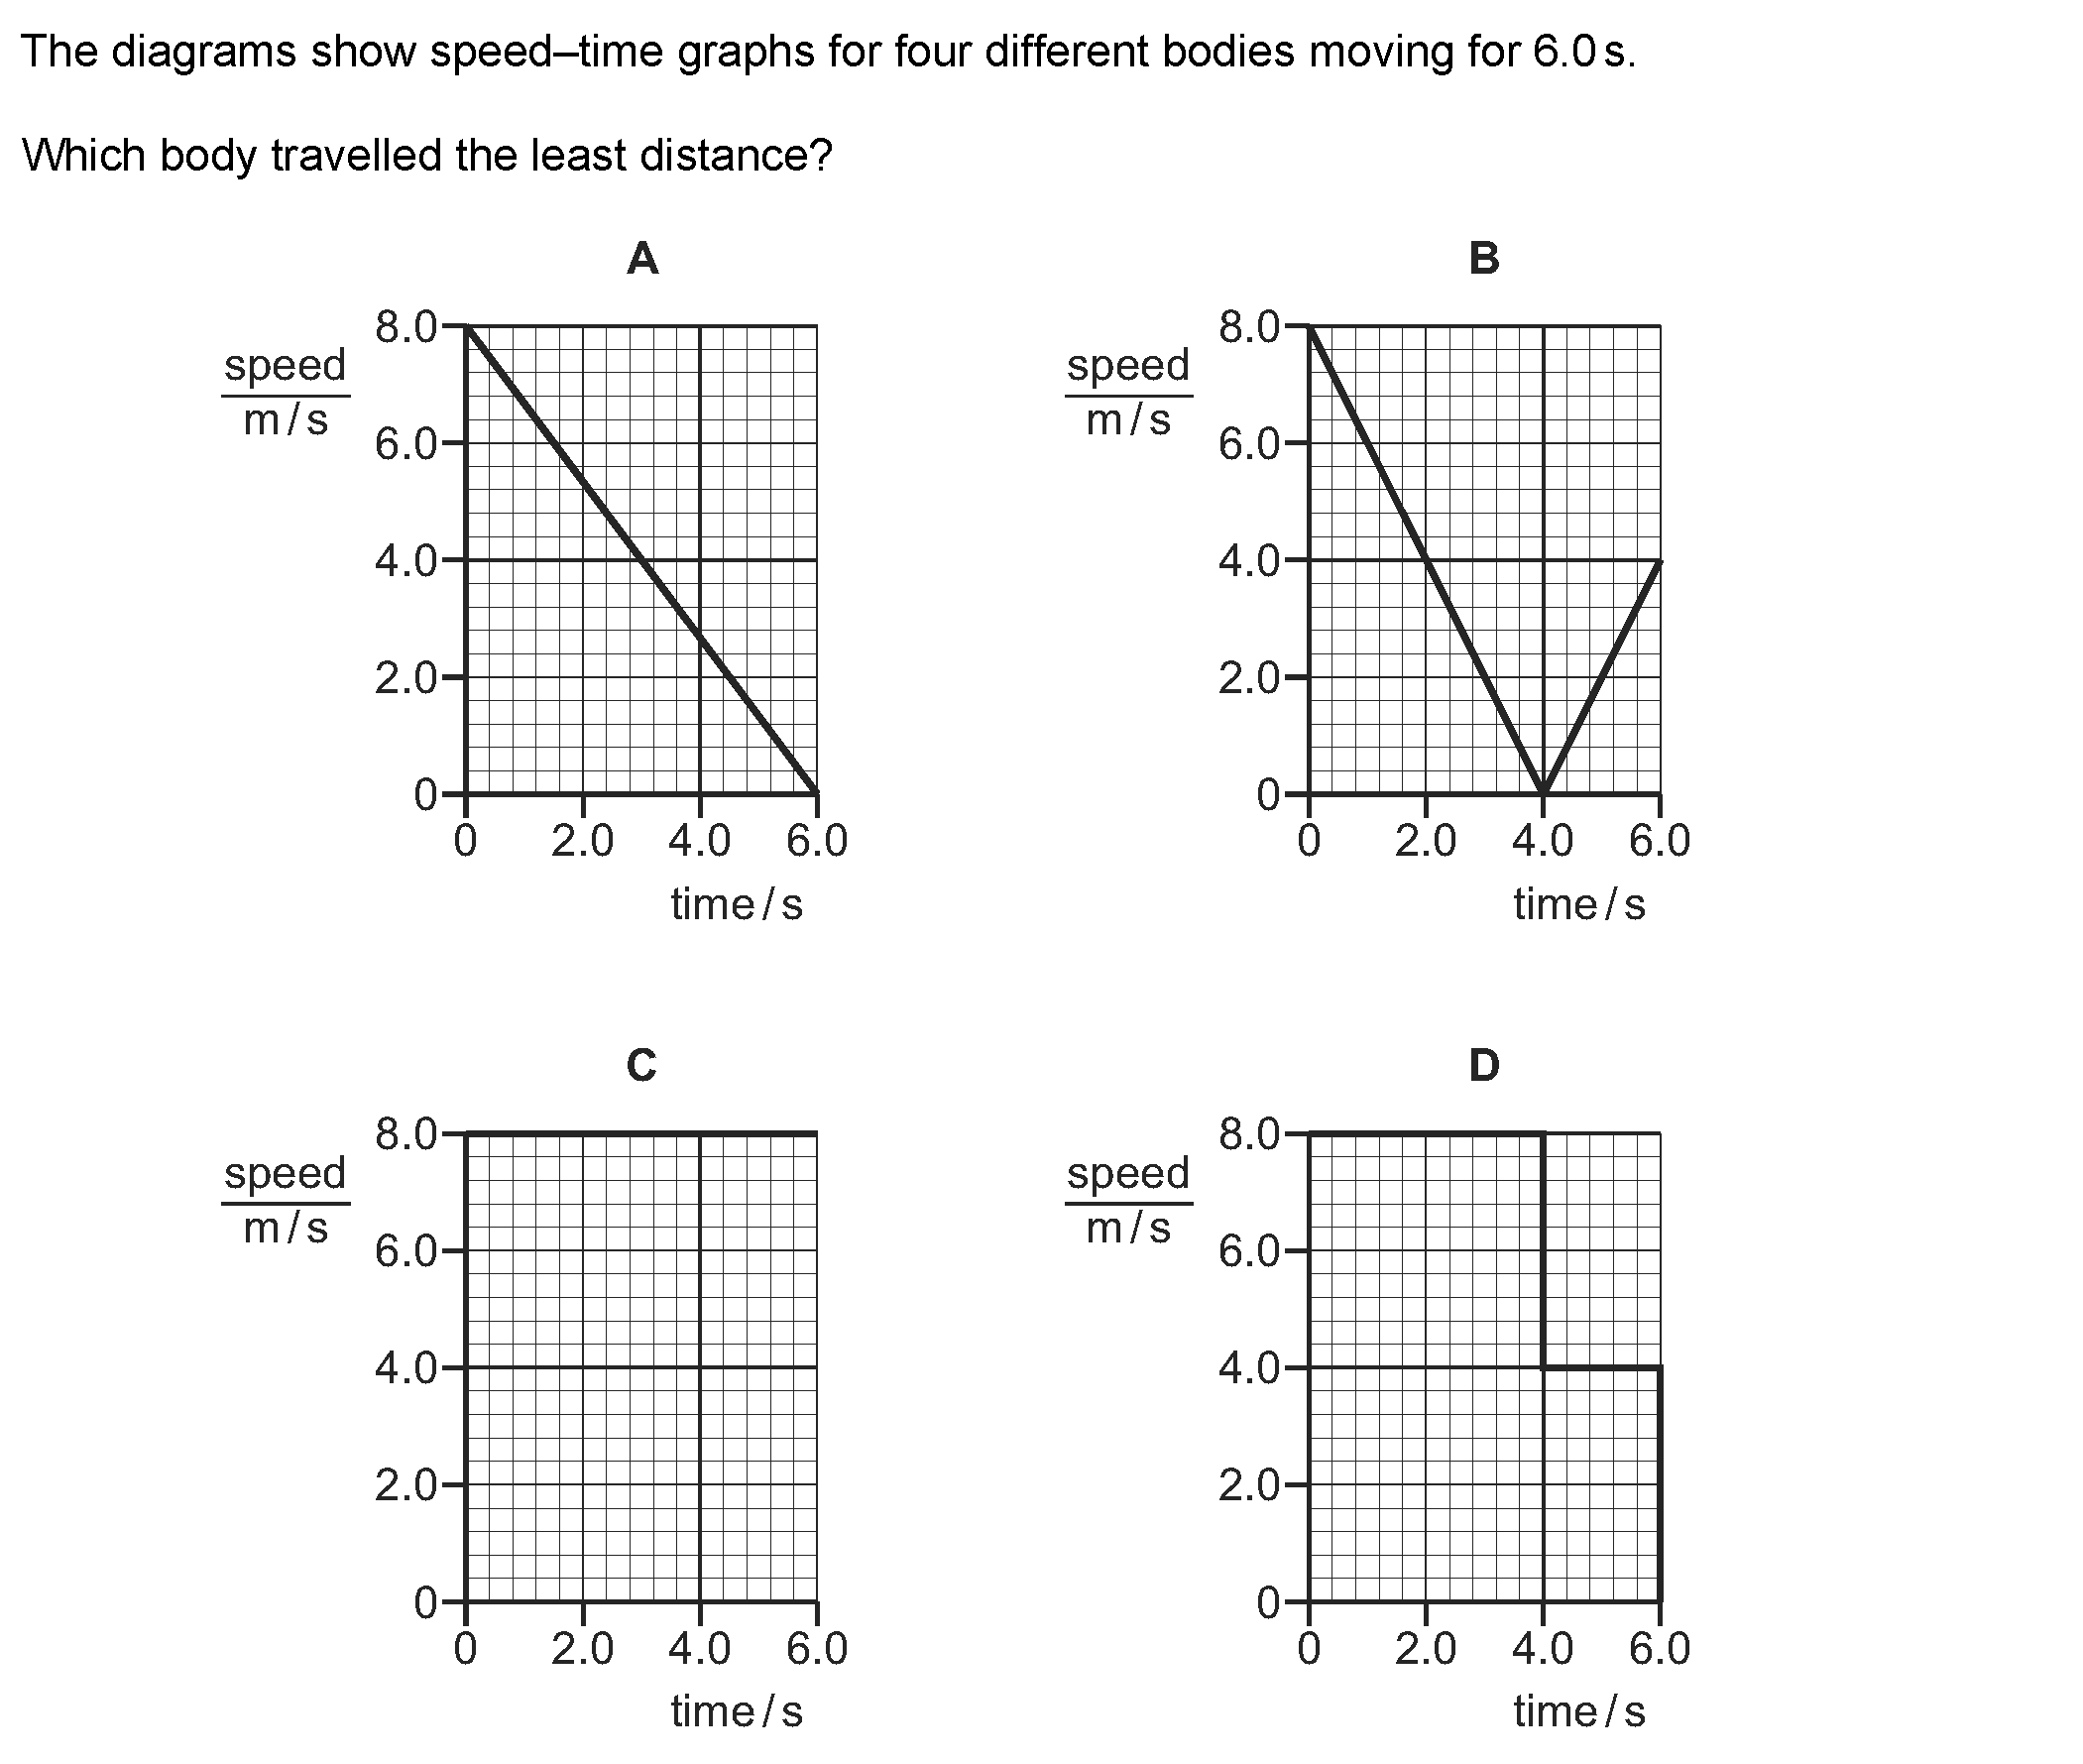 The diagrams show speed–time graphs for four different bodies moving for 6.0 s.
Which body travelled the least distance?
A
speed
m / s
8.0
6.0
4.0
2.0
0
0 2.0 4.0 6.0
time / s
B
speed
m / s
8.0
6.0
4.0
2.0
0
0 2.0 4.0 6.0
time / s
C
speed
m / s
8.0
6.0
4.0
2.0
0
0 2.0 4.0 6.0
time / s
D
speed
m / s
8.0
6.0
4.0
2.0
0
0 2.0 4.0 6.0
time / s